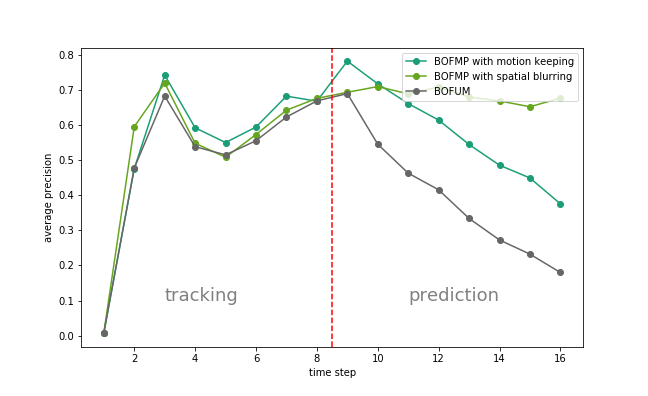 BOFMP with motion keeping
BOFMP with spatial blurring
BOFUM
0.8
0.7
0.6
0.5
0.4
0.3
0.2
0.1
0.0
average precision
tracking
prediction
2 4 6 8 10 12 14 16
time step